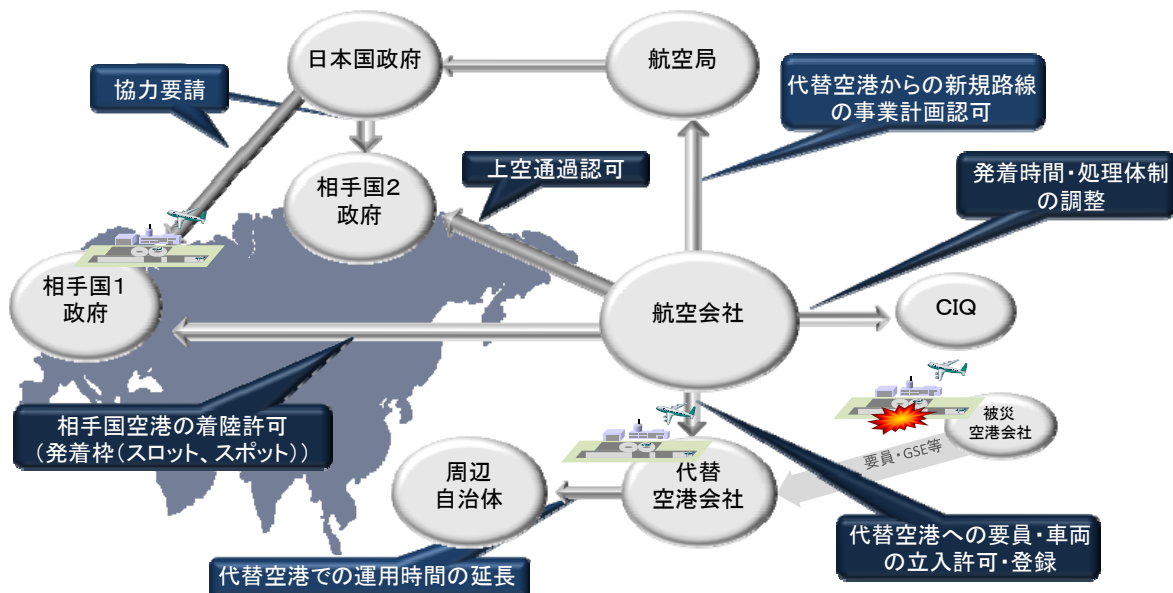 日本国政府
航空局
協力要請
代替空港からの新規路線
の事業計画認可
相手国2
政府
上空通過認可
発着時間・処理体制
の調整
相手国1
政府
航空会社
CIQ
相手国空港の着陸許可
（発着枠（スロット、スポット））
被災
空港会社
要員・GSE等
周辺
自治体
代替
空港会社
代替空港への要員・車両
の立入許可・登録
代替空港での運用時間の延長